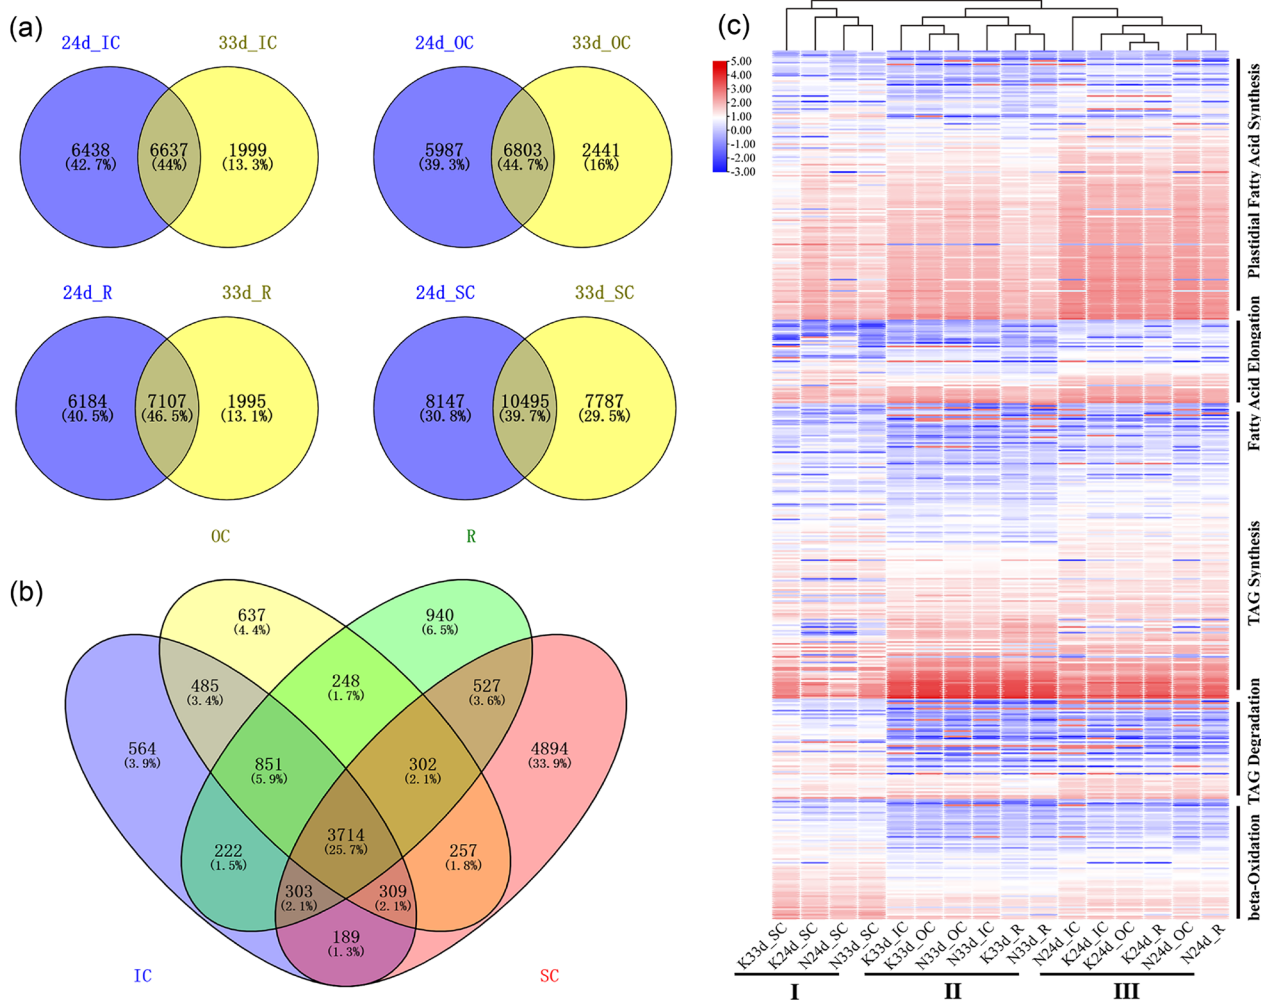 (a)
24d_IC
33d_IC
6438
(42.7%)
6637
(44%)
1999
(13.3%)
24d_OC
33d_OC
5987
(39.3%)
6803
(44.7%)
2441
(16%)
24d_R
33d_R
6184
(40.5%)
7107
(46.5%)
1995
(13.1%)
24d_SC
33d_SC
8147
(30.8%)
10495
(39.7%)
7787
(29.5%)
(b)
OC
R
637
(4.4%)
940
(6.5%)
485
(3.4%)
248
(1.7%)
527
(3.6%)
564
(3.9%)
851
(5.9%)
302
(2.1%)
4894
(33.9%)
222
(1.5%)
3714
(25.7%)
257
(1.8%)
303
(2.1%)
309
(2.1%)
189
(1.3%)
IC
SC
(c)
5.00
4.00
3.00
2.00
1.00
0.00
-1.00
-2.00
-3.00
Plastidial Fatty Acid Synthesis
Fatty Acid Elongation
TAG Synthesis
TAG Degradation
beta-Oxidation
K33d_SC
K24d_SC
N24d_SC
N33d_SC
K33d_IC
K33d_OC
N33d_OC
N33d_IC
K33d_R
N33d_R
N24d_IC
K24d_IC
K24d_OC
K24d_R
N24d_OC
N24d_R
I
II
III